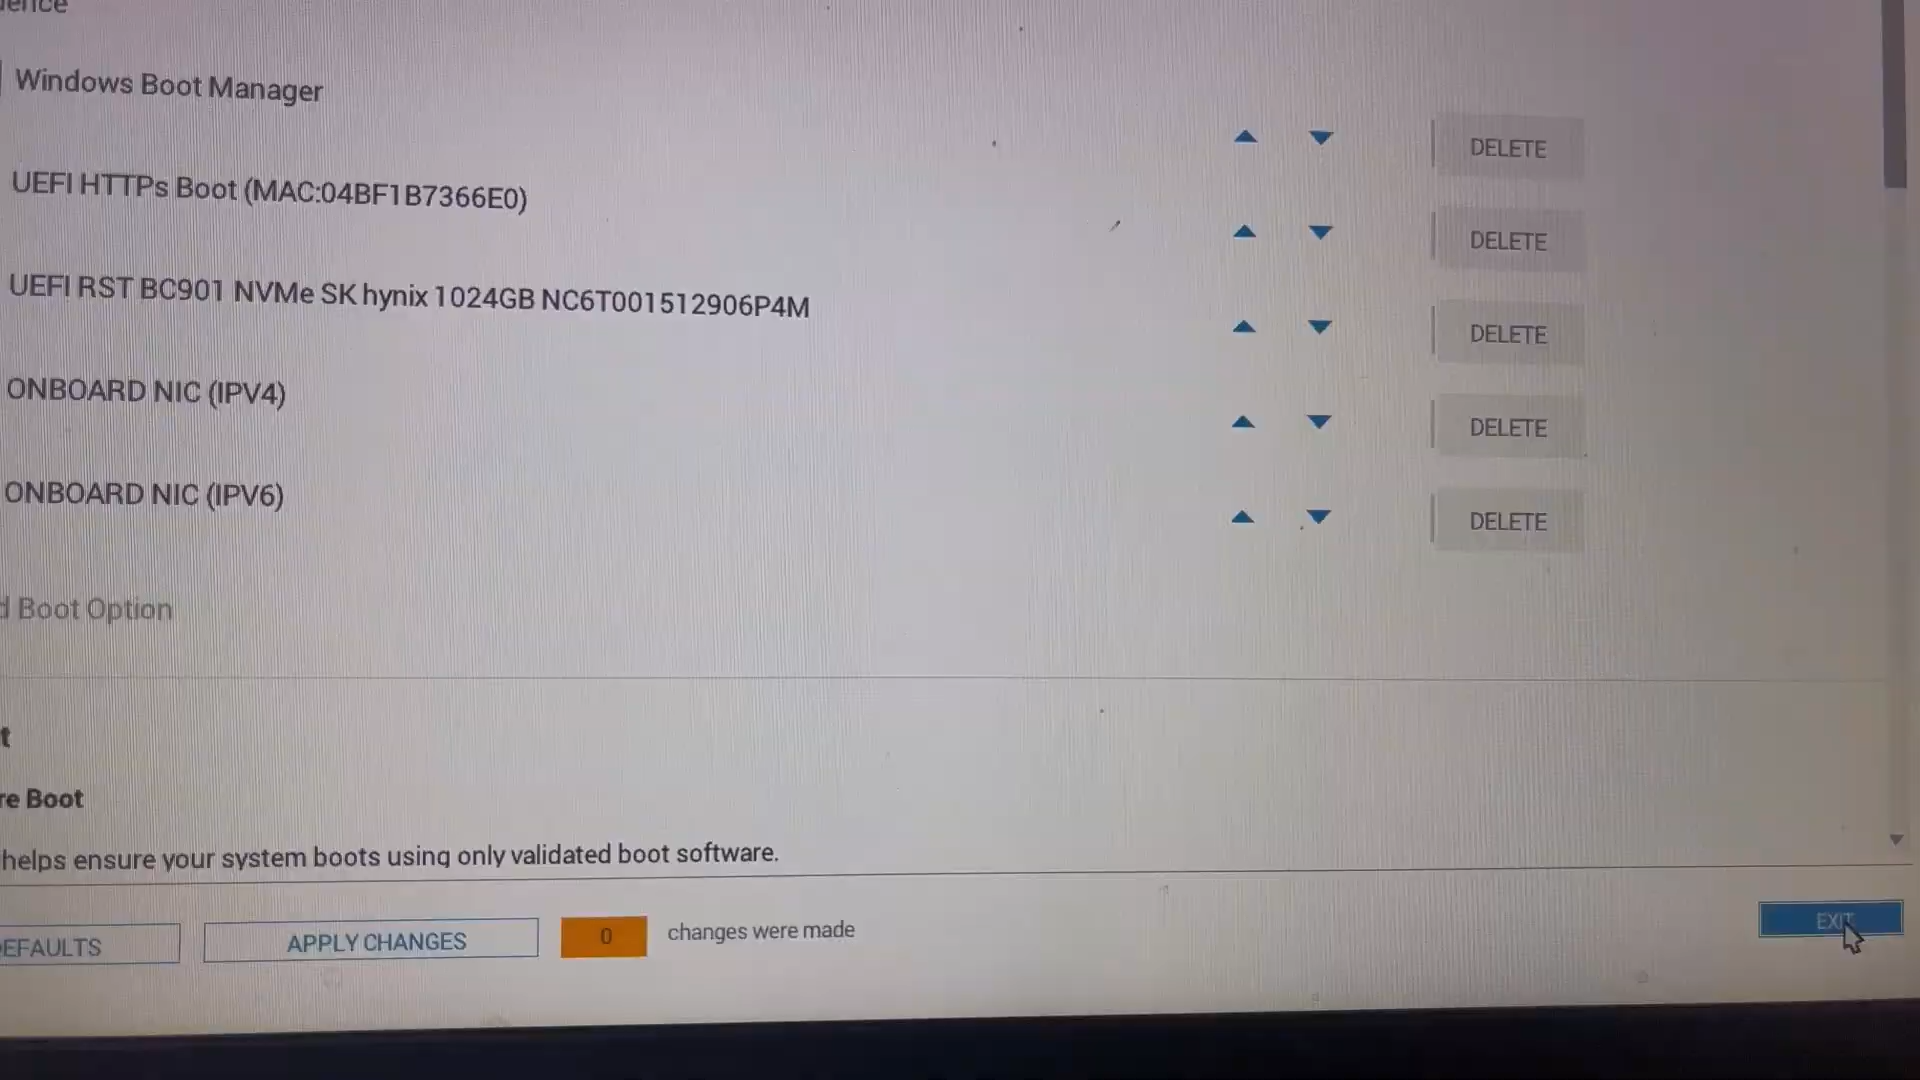 Windows Boot Manager
DELETE
UEFI HTTPs Boot (MAC:04BF1B7366E0)
DELETE
UEFI RST BC901 NVMe SK hynix 1024GB NC6T001512906P4M
DELETE
ONBOARD NIC (IPV4)
DELETE
ONBOARD NIC (IPV6)
DELETE
d Boot Option
t
re Boot
helps ensure your system boots using only validated boot software.
EFAULTS
APPLY CHANGES
0
changes were made
EXIT